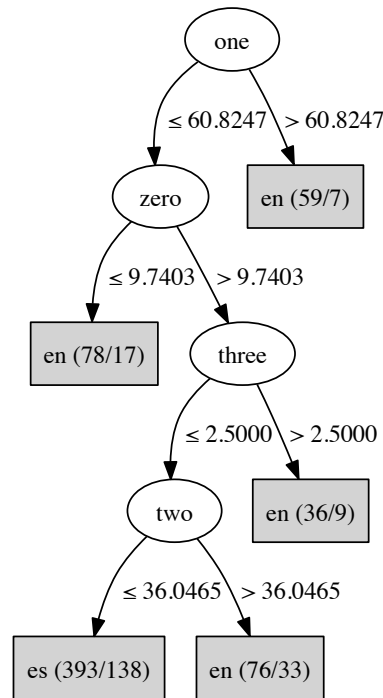 one
≤ 60.8247 > 60.8247
zero en (59/7)
≤ 9.7403 > 9.7403
en (78/17) three
≤ 2.5000 > 2.5000
two en (36/9)
≤ 36.0465 > 36.0465
es (393/138) en (76/33)